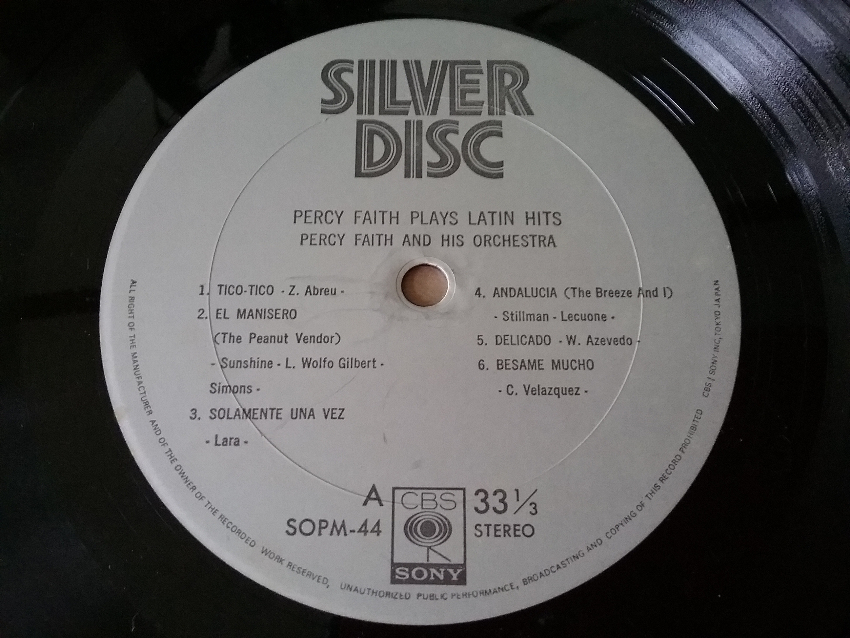 SILVER
DISC
PERCY FAITH PLAYS LATIN HITS
PERCY FAITH AND HIS ORCHESTRA
1. TICO-TICO - Z. Abreu -
2. EL MANISERO
(The Peanut Vendor)
- Sunshine - L. Wolfo Gilbert -
Simons -
3. SOLAMENTE UNA VEZ
- Lara -
4. ANDALUCIA (The Breeze And I)
- Stillman - Lecuone -
5. DELICADO - W. Azevedo -
6. BESAME MUCHO
- C. Velazquez -
A
SOPM-44
CBS
SONY
33 1/3
STEREO
ALL RIGHT OF THE MANUFACTURER AND OF THE OWNER OF THE RECORDED WORK RESERVED, UNAUTHORIZED PUBLIC PERFORMANCE, BROADCASTING AND COPYING OF THIS RECORD PROHIBITED CBS / SONY INC, TOKYO JAPAN